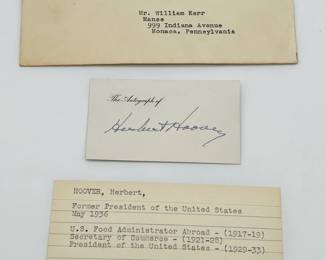 Mr. William Kerr
Manse
999 Indiana Avenue
Monaca, Pennsylvania
The Autograph of
Herbert Hoover
HOOVER, Herbert,
Former President of the United States
May 1936
U.S. Food Administrator Abroad - (1917-19)
Secretary of Commerce - (1921-28)
President of the United States - (1929-33)